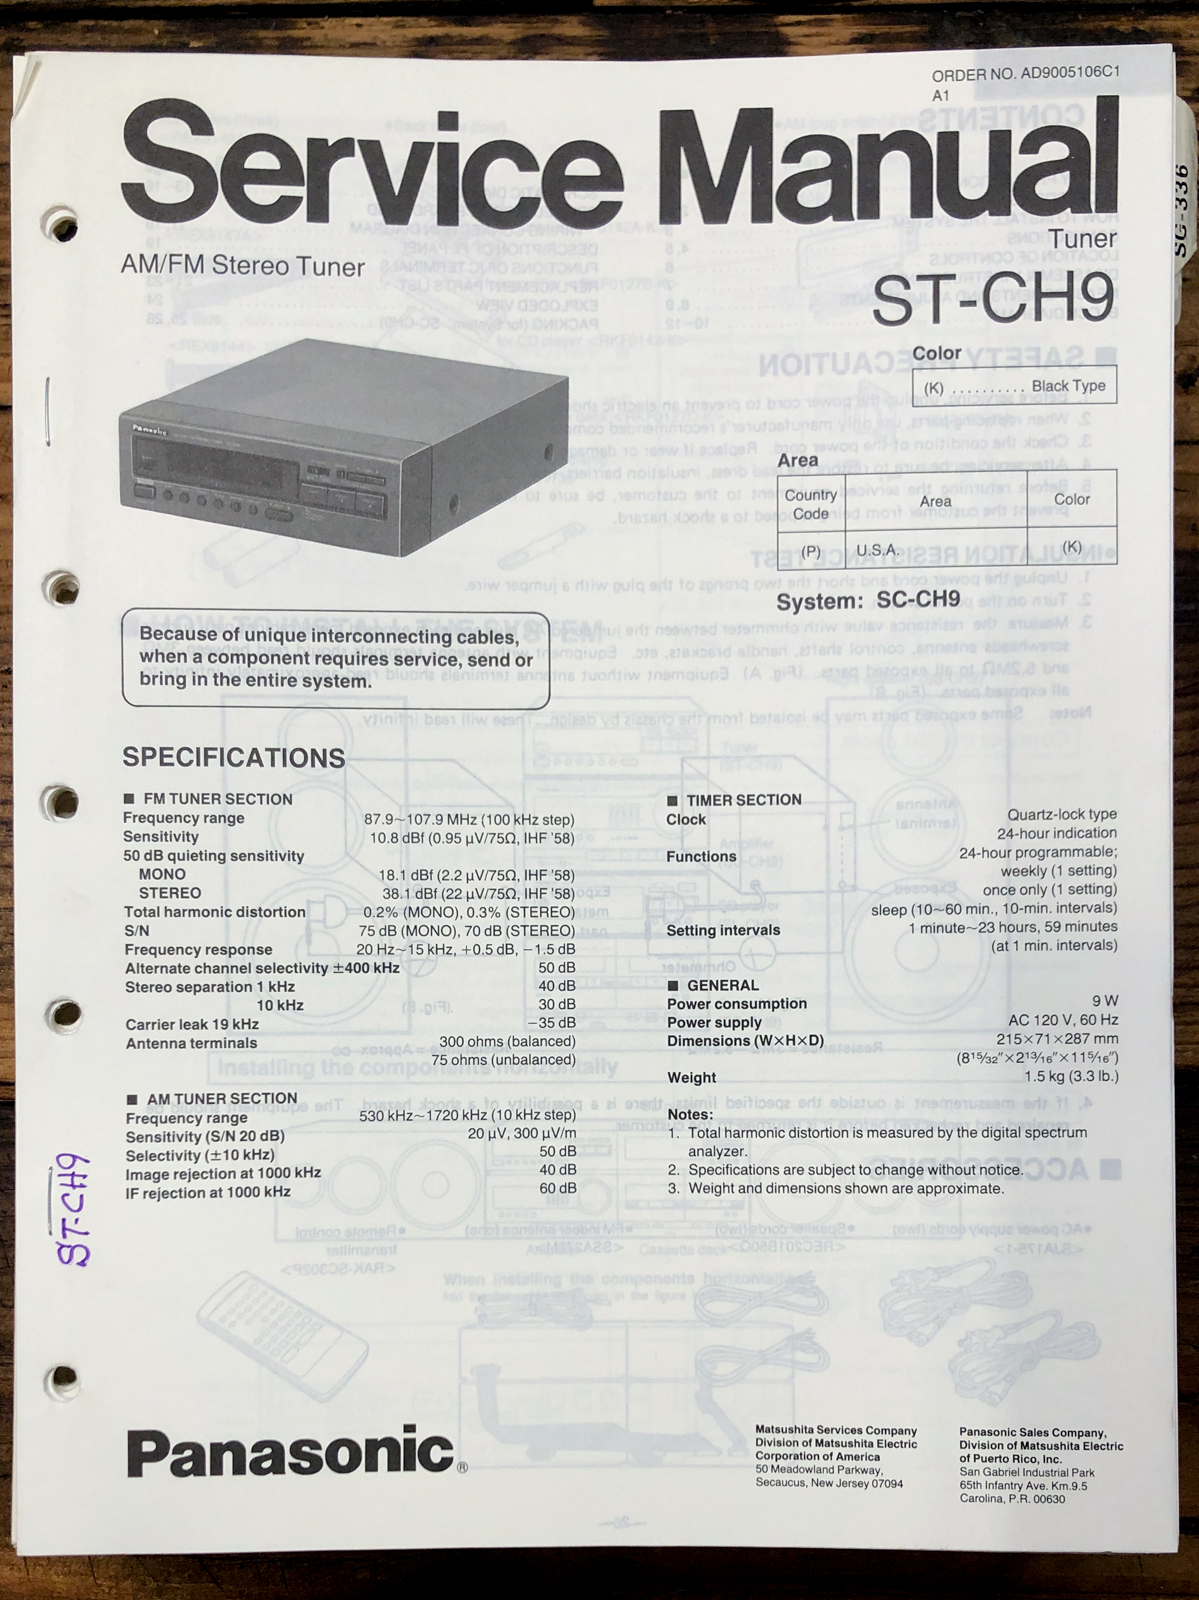 ORDER NO. AD9005106C1
A1
Service Manual
Tuner
AM/FM Stereo Tuner
ST-CH9
SG-336
Color
(K) .......... Black Type
Panasonic
Area
Country Code Area Color
(P) U.S.A. (K)
System: SC-CH9
Because of unique interconnecting cables,
when a component requires service, send or
bring in the entire system.
SPECIFICATIONS
■ FM TUNER SECTION
Frequency range 87.9~107.9 MHz (100 kHz step)
Sensitivity 10.8 dBf (0.95 µV/75Ω, IHF '58)
50 dB quieting sensitivity
MONO 18.1 dBf (2.2 µV/75Ω, IHF '58)
STEREO 38.1 dBf (22 µV/75Ω, IHF '58)
Total harmonic distortion 0.2% (MONO), 0.3% (STEREO)
S/N 75 dB (MONO), 70 dB (STEREO)
Frequency response 20 Hz~15 kHz, +0.5 dB, −1.5 dB
Alternate channel selectivity ±400 kHz 50 dB
Stereo separation 1 kHz 40 dB
10 kHz 30 dB
Carrier leak 19 kHz −35 dB
Antenna terminals 300 ohms (balanced)
75 ohms (unbalanced)
■ AM TUNER SECTION
Frequency range 530 kHz~1720 kHz (10 kHz step)
Sensitivity (S/N 20 dB) 20 µV, 300 µV/m
Selectivity (±10 kHz) 50 dB
Image rejection at 1000 kHz 40 dB
IF rejection at 1000 kHz 60 dB
■ TIMER SECTION
Clock Quartz-lock type
24-hour indication
Functions 24-hour programmable;
weekly (1 setting)
once only (1 setting)
sleep (10~60 min., 10-min. intervals)
Setting intervals 1 minute~23 hours, 59 minutes
(at 1 min. intervals)
■ GENERAL
Power consumption 9 W
Power supply AC 120 V, 60 Hz
Dimensions (W×H×D) 215×71×287 mm
(8 15/32"×2 13/16"×11 5/16")
Weight 1.5 kg (3.3 lb.)
Notes:
1. Total harmonic distortion is measured by the digital spectrum
analyzer.
2. Specifications are subject to change without notice.
3. Weight and dimensions shown are approximate.
ST-CH9
Panasonic®
Matsushita Services Company
Division of Matsushita Electric
Corporation of America
50 Meadowland Parkway,
Secaucus, New Jersey 07094
Panasonic Sales Company,
Division of Matsushita Electric
of Puerto Rico, Inc.
San Gabriel Industrial Park
65th Infantry Ave. Km.9.5
Carolina, P.R. 00630